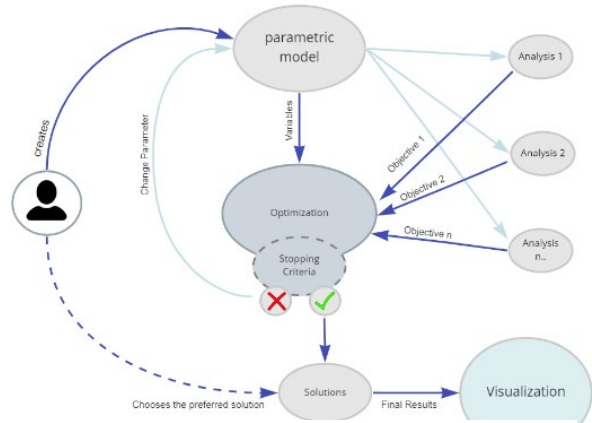 parametric
model
Analysis 1
creates
Change Parameter
Variables
Objective 1
Analysis 2
Objective 2
Optimization
Objective n
Analysis
n..
Stopping
Criteria
Solutions
Visualization
Chooses the preferred solution
Final Results